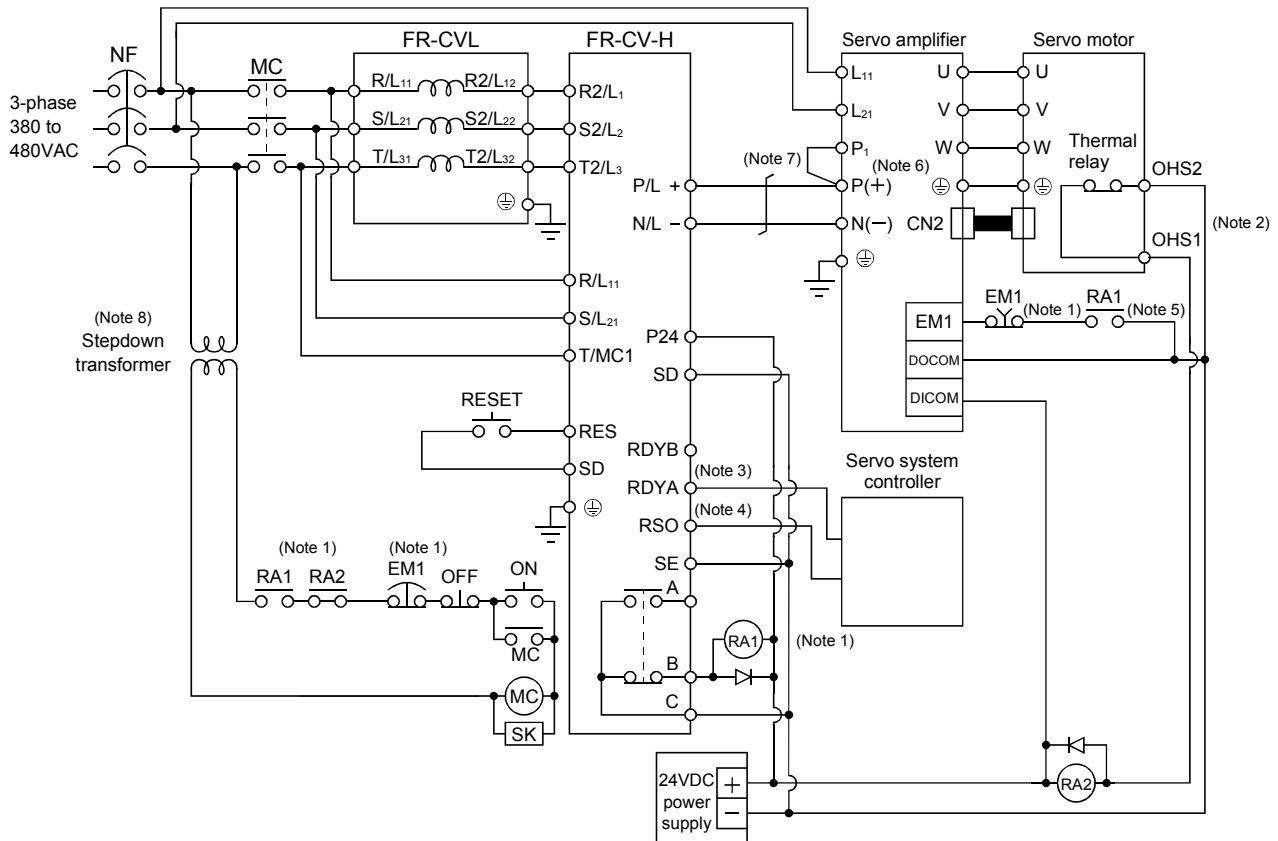 FR-CVL
FR-CV-H
Servo amplifier
Servo motor
NF
MC
3-phase
380 to
480VAC
R/L11
R2/L12
R2/L1
S/L21
S2/L22
S2/L2
T/L31
T2/L32
T2/L3
L11
L21
P1
U
V
W
U
V
W
P/L +
N/L −
(Note 7)
(Note 6)
P(+)
N(−)
CN2
Thermal
relay
OHS2
(Note 2)
OHS1
R/L11
S/L21
T/MC1
(Note 8)
Stepdown
transformer
P24
SD
EM1
EM1
(Note 1)
RA1
(Note 5)
DOCOM
DICOM
RESET
RES
SD
RDYB
RDYA
(Note 3)
RSO
(Note 4)
SE
Servo system
controller
(Note 1)
(Note 1)
RA1
RA2
EM1
OFF
ON
MC
MC
SK
A
B
C
RA1
(Note 1)
24VDC
power
supply
+
−
RA2